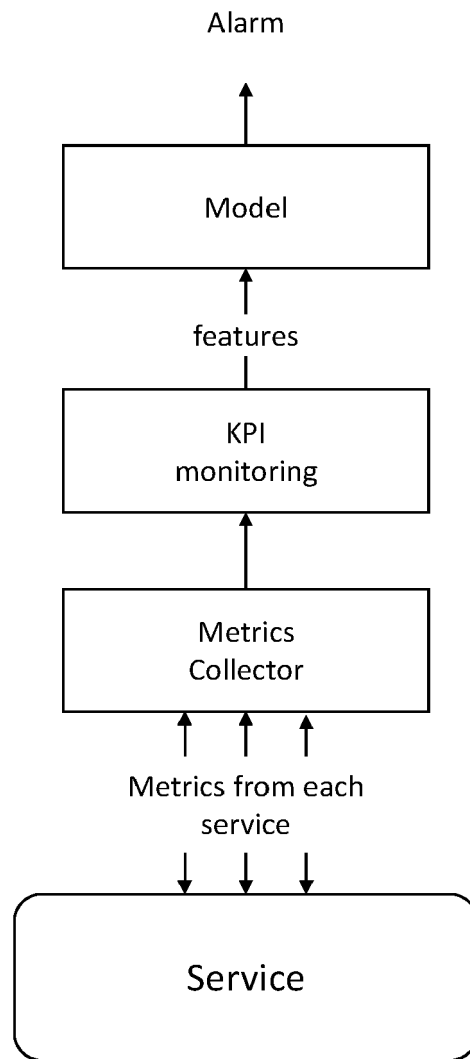 Alarm
Model
features
KPI
monitoring
Metrics
Collector
Metrics from each
service
Service